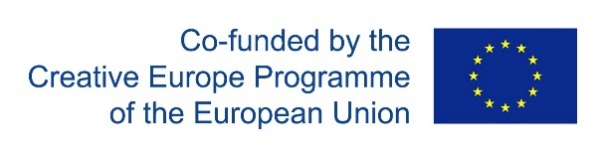 Co-funded by the
Creative Europe Programme
of the European Union